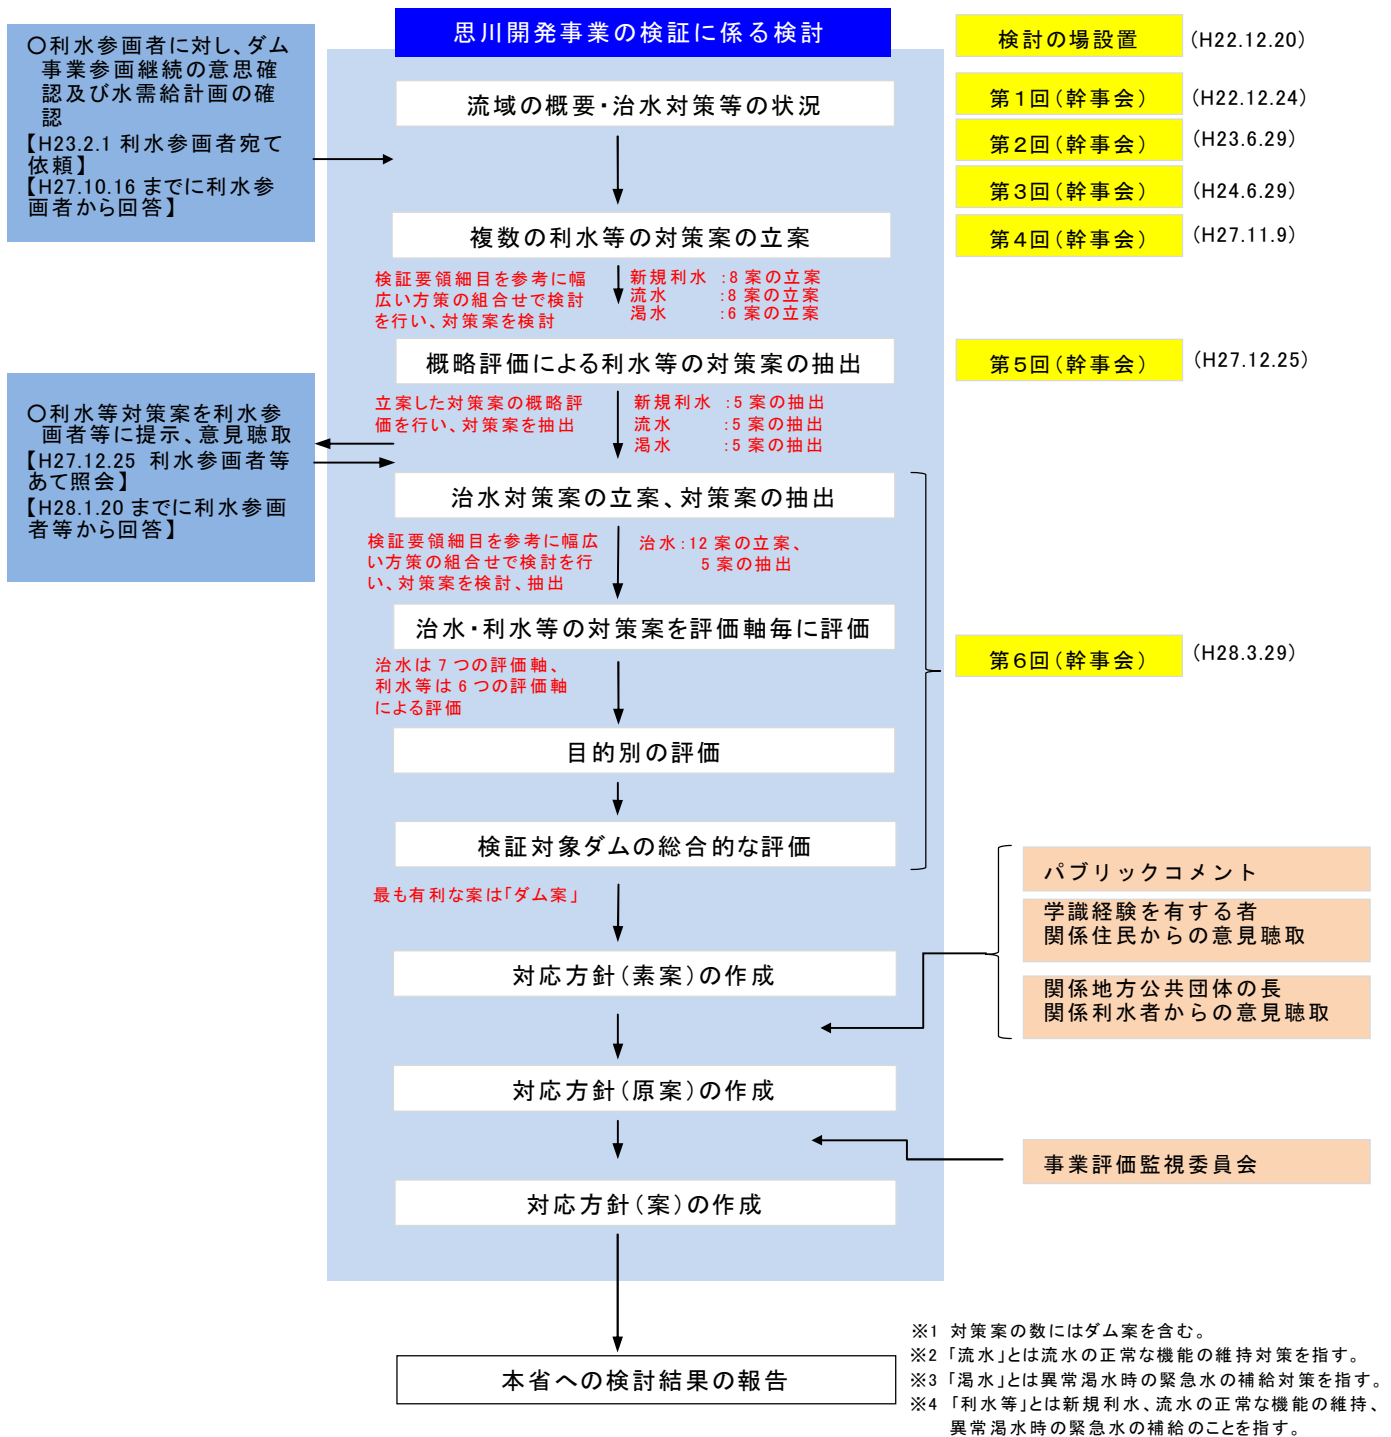 思川開発事業の検証に係る検討
○利水参画者に対し、ダム
事業参画継続の意思確
認及び水需給計画の確
認
【H23.2.1 利水参画者宛て
依頼】
【H27.10.16 までに利水参
画者から回答】
流域の概要・治水対策等の状況
検討の場設置 (H22.12.20)
第1回(幹事会) (H22.12.24)
第2回(幹事会) (H23.6.29)
第3回(幹事会) (H24.6.29)
第4回(幹事会) (H27.11.9)
複数の利水等の対策案の立案
検証要領細目を参考に幅
広い方策の組合せで検討
を行い、対策案を検討
新規利水 :8 案の立案
流水 :8 案の立案
渇水 :6 案の立案
概略評価による利水等の対策案の抽出
第5回(幹事会) (H27.12.25)
立案した対策案の概略評
価を行い、対策案を抽出
新規利水 :5 案の抽出
流水 :5 案の抽出
渇水 :5 案の抽出
○利水等対策案を利水参
画者等に提示、意見聴取
【H27.12.25 利水参画者等
あて照会】
【H28.1.20 までに利水参画
者等から回答】
治水対策案の立案、対策案の抽出
検証要領細目を参考に幅広
い方策の組合せで検討を行
い、対策案を検討、抽出
治水:12 案の立案、
5 案の抽出
治水・利水等の対策案を評価軸毎に評価
第6回(幹事会) (H28.3.29)
治水は 7 つの評価軸、
利水等は 6 つの評価軸
による評価
目的別の評価
検証対象ダムの総合的な評価
最も有利な案は「ダム案」
パブリックコメント
学識経験を有する者
関係住民からの意見聴取
関係地方公共団体の長
関係利水者からの意見聴取
対応方針(素案)の作成
対応方針(原案)の作成
事業評価監視委員会
対応方針(案)の作成
本省への検討結果の報告
※1 対策案の数にはダム案を含む。
※2 「流水」とは流水の正常な機能の維持対策を指す。
※3 「渇水」とは異常渇水時の緊急水の補給対策を指す。
※4 「利水等」とは新規利水、流水の正常な機能の維持、
異常渇水時の緊急水の補給のことを指す。